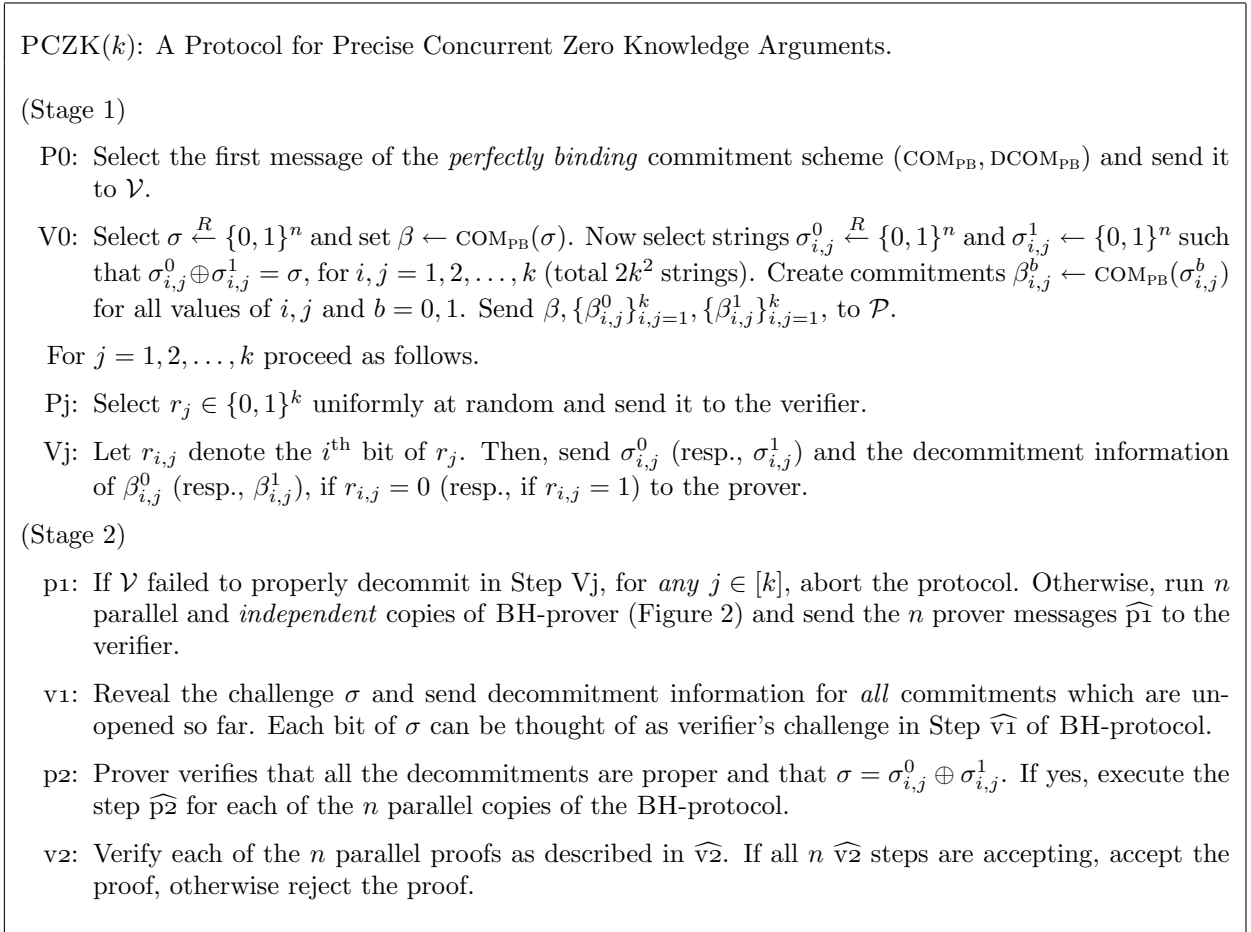 PCZK(k): A Protocol for Precise Concurrent Zero Knowledge Arguments.
(Stage 1)
P0: Select the first message of the perfectly binding commitment scheme (COM_PB, DCOM_PB) and send it
to 𝒱.
V0: Select σ ←^R {0, 1}^n and set β ← COM_PB(σ). Now select strings σ^0_{i,j} ←^R {0, 1}^n and σ^1_{i,j} ← {0, 1}^n such
that σ^0_{i,j}⊕σ^1_{i,j} = σ, for i, j = 1, 2, . . . , k (total 2k^2 strings). Create commitments β^b_{i,j} ← COM_PB(σ^b_{i,j})
for all values of i, j and b = 0, 1. Send β, {β^0_{i,j}}^k_{i,j=1}, {β^1_{i,j}}^k_{i,j=1}, to 𝒫.
For j = 1, 2, . . . , k proceed as follows.
Pj: Select r_j ∈ {0, 1}^k uniformly at random and send it to the verifier.
Vj: Let r_{i,j} denote the i^th bit of r_j. Then, send σ^0_{i,j} (resp., σ^1_{i,j}) and the decommitment information
of β^0_{i,j} (resp., β^1_{i,j}), if r_{i,j} = 0 (resp., if r_{i,j} = 1) to the prover.
(Stage 2)
p1: If 𝒱 failed to properly decommit in Step Vj, for any j ∈ [k], abort the protocol. Otherwise, run n
parallel and independent copies of BH-prover (Figure 2) and send the n prover messages \widehat{p1} to the
verifier.
v1: Reveal the challenge σ and send decommitment information for all commitments which are un-
opened so far. Each bit of σ can be thought of as verifier's challenge in Step \widehat{v1} of BH-protocol.
p2: Prover verifies that all the decommitments are proper and that σ = σ^0_{i,j} ⊕ σ^1_{i,j}. If yes, execute the
step \widehat{p2} for each of the n parallel copies of the BH-protocol.
v2: Verify each of the n parallel proofs as described in \widehat{v2}. If all n \widehat{v2} steps are accepting, accept the
proof, otherwise reject the proof.